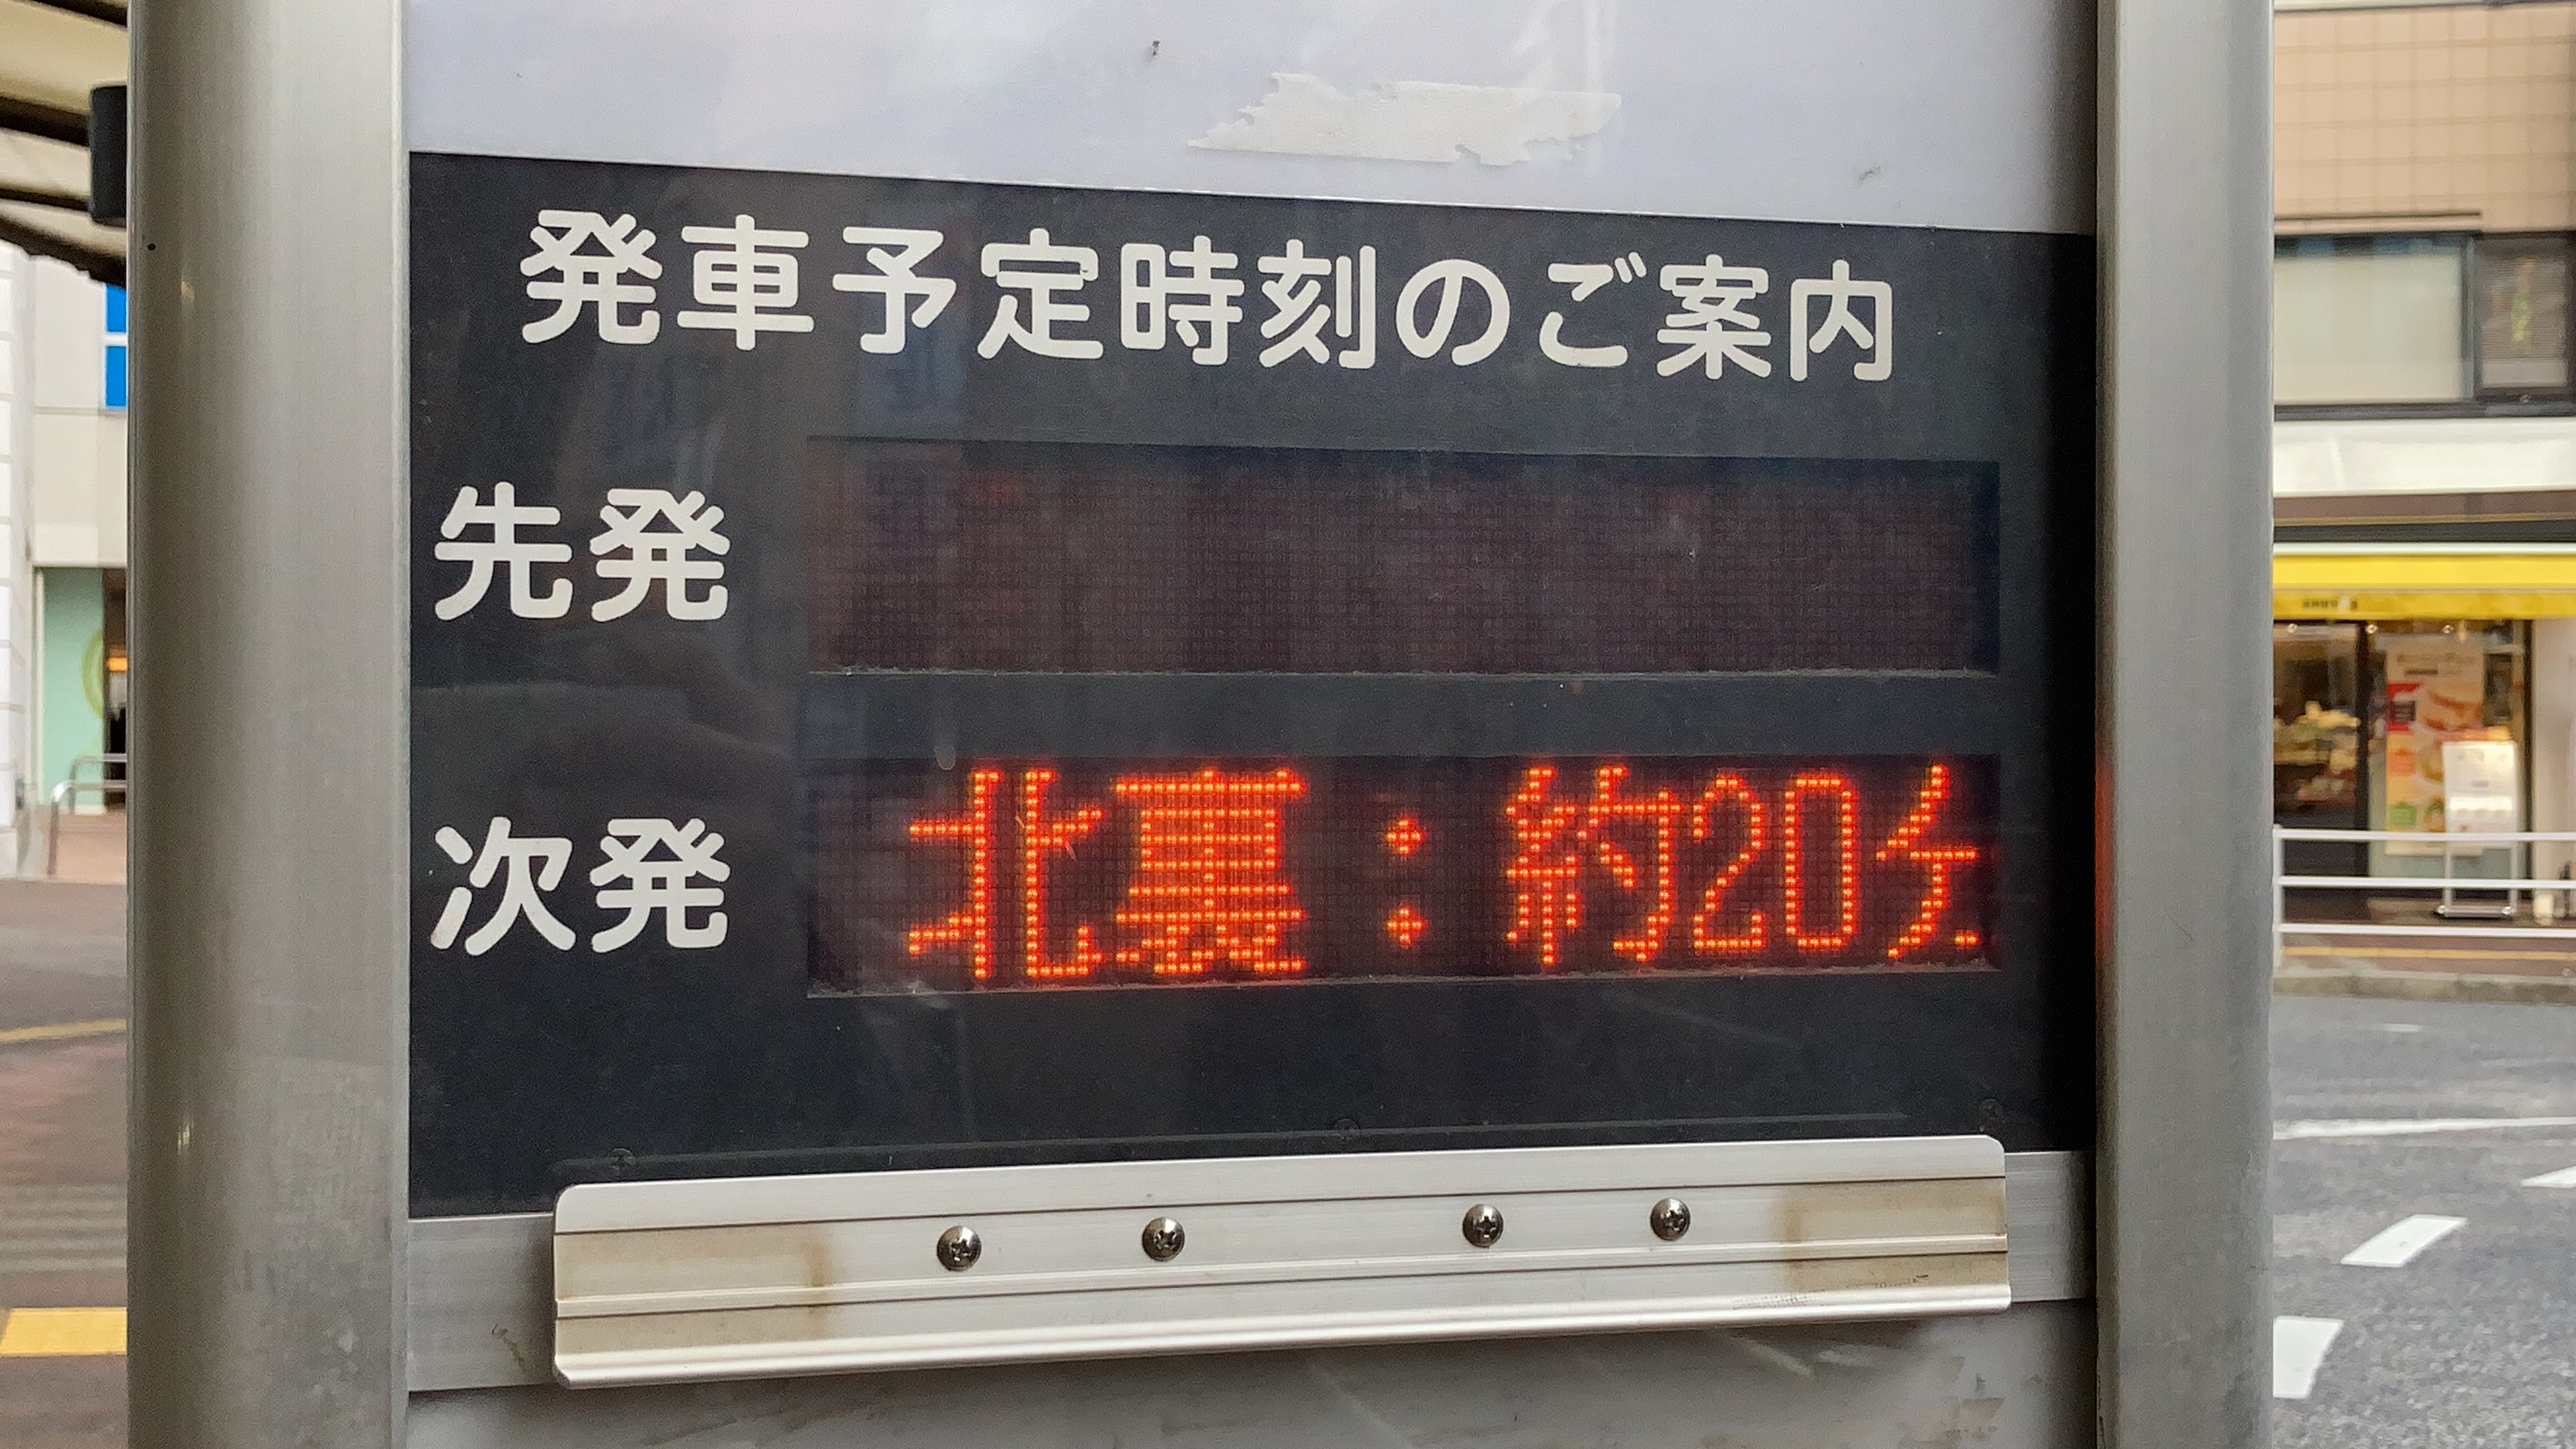 発車予定時刻のご案内
先発
次発 北裏：約20分